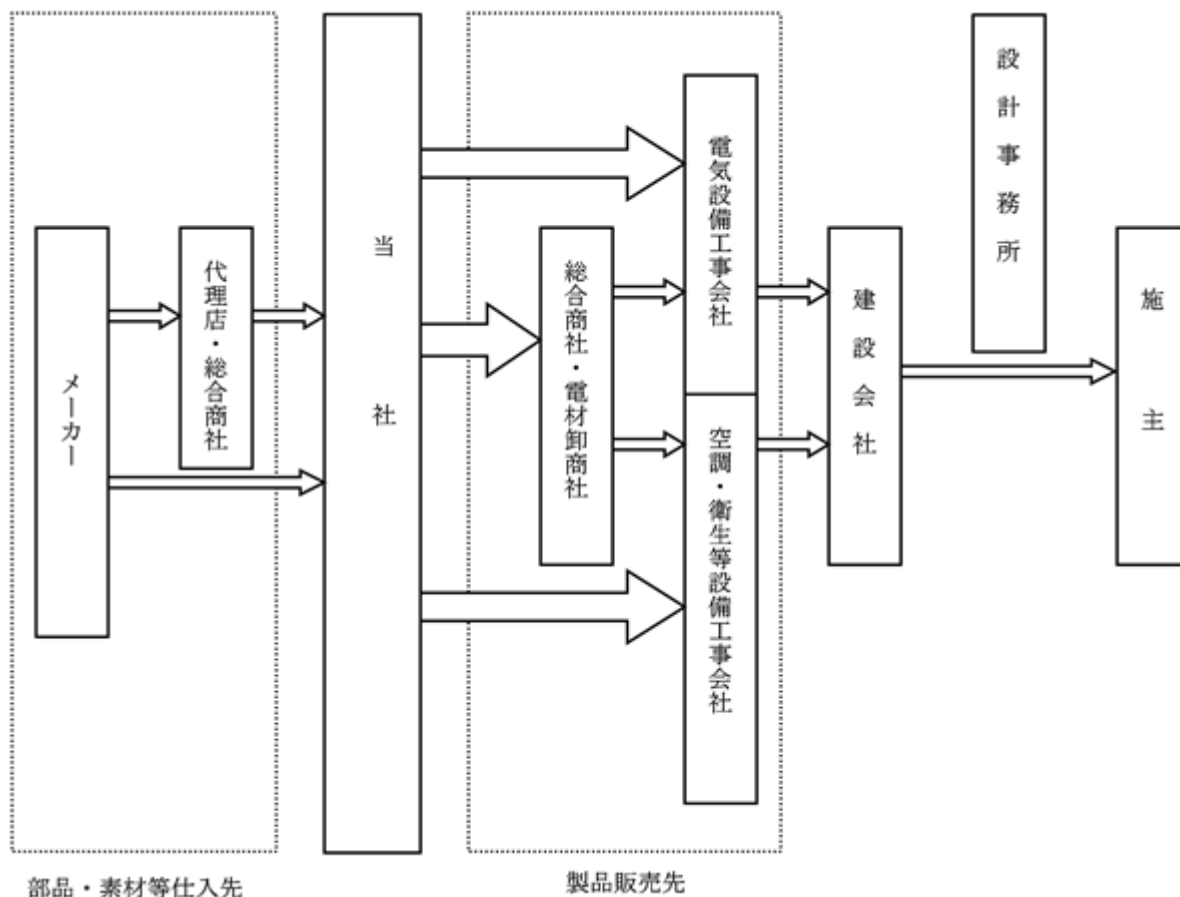 メーカー
代理店・総合商社
当社
総合商社・電材卸商社
電気設備工事会社
空調・衛生等設備工事会社
建設会社
設計事務所
施主
部品・素材等仕入先
製品販売先